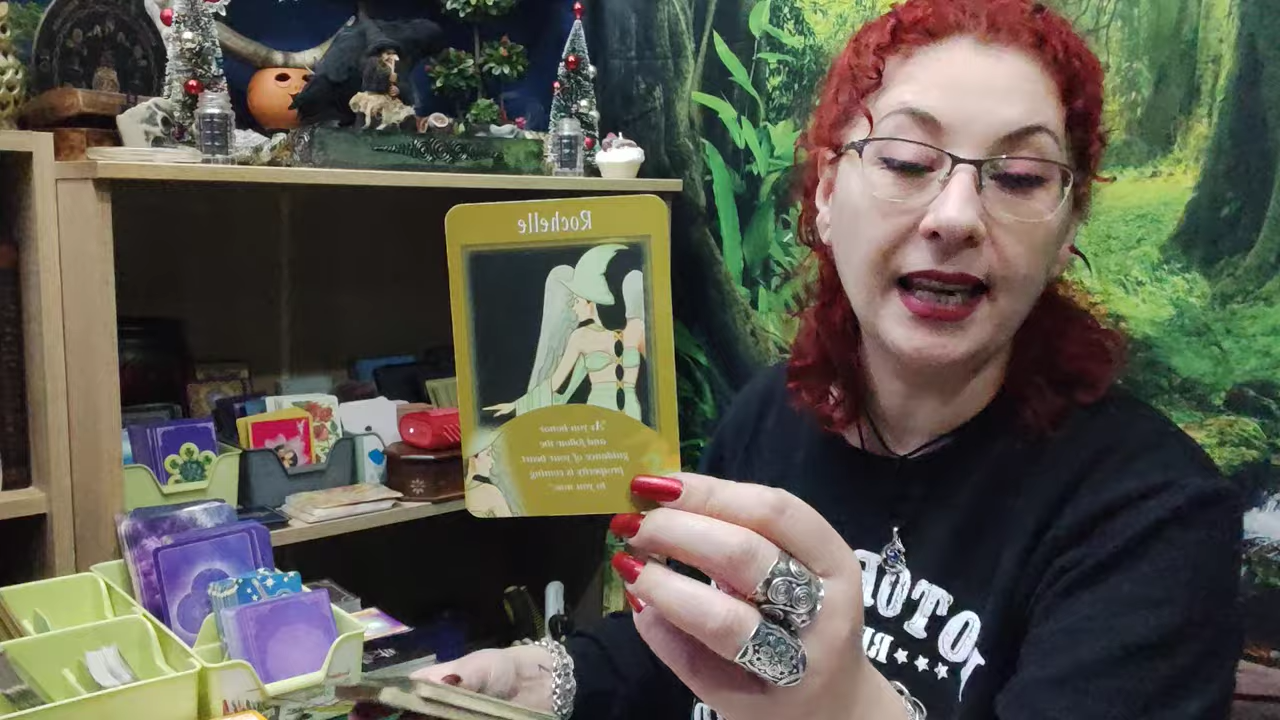 Rochelle
"As you honor
and follow the
guidance of your heart,
prosperity is coming
to you now."